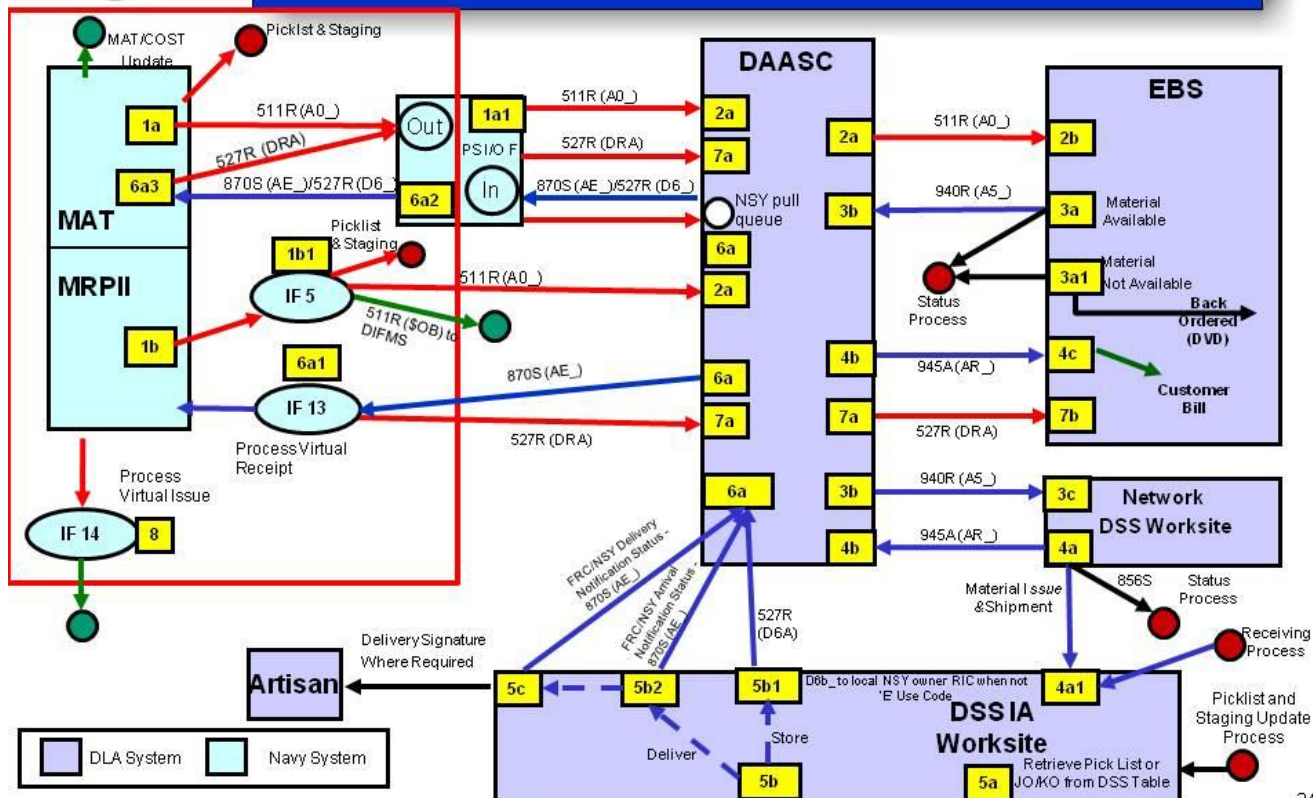 MAT/COST
Update
Picklst & Staging
MAT
MRPII
1a
6a3
1b
511R (A0_)
527R (DRA)
870S (AE_)/527R (D6_)
Out
1a1
PSI/O F
In
6a2
511R (A0_)
527R (DRA)
870S (AE_)/527R (D6_)
Picklist
& Staging
1b1
IF 5
511R (A0_)
511R ($OB) to
DIFMS
6a1
IF 13
870S (AE_)
527R (DRA)
Process Virtual
Receipt
Process
Virtual Issue
IF 14
8
DAASC
2a
7a
NSY pull
queue
6a
2a
6a
7a
6a
2a
3b
4b
7a
3b
4b
511R (A0_)
940R (A5_)
945A (AR_)
527R (DRA)
940R (A5_)
945A (AR_)
EBS
2b
3a
Material
Available
3a1
Material
Not Available
Back
Ordered
(DVD)
4c
Customer
Bill
7b
Status
Process
3c
Network
DSS Worksite
4a
Material Issue
&Shipment
856S
Status
Process
Receiving
Process
FRC/NSY Delivery
Notification Status -
870S (AE_)
FRC/NSY Arrival
Notification Status -
870S (AE_)
527R
(D6A)
Delivery Signature
Where Required
Artisan
5c
5b2
5b1
D6b_to local NSY owner RIC when not
'E' Use Code
4a1
DSS IA
Worksite
Deliver
Store
5b
5a
Retrieve Pick List or
JO/KO from DSS Table
Picklist and
Staging Update
Process
DLA System
Navy System